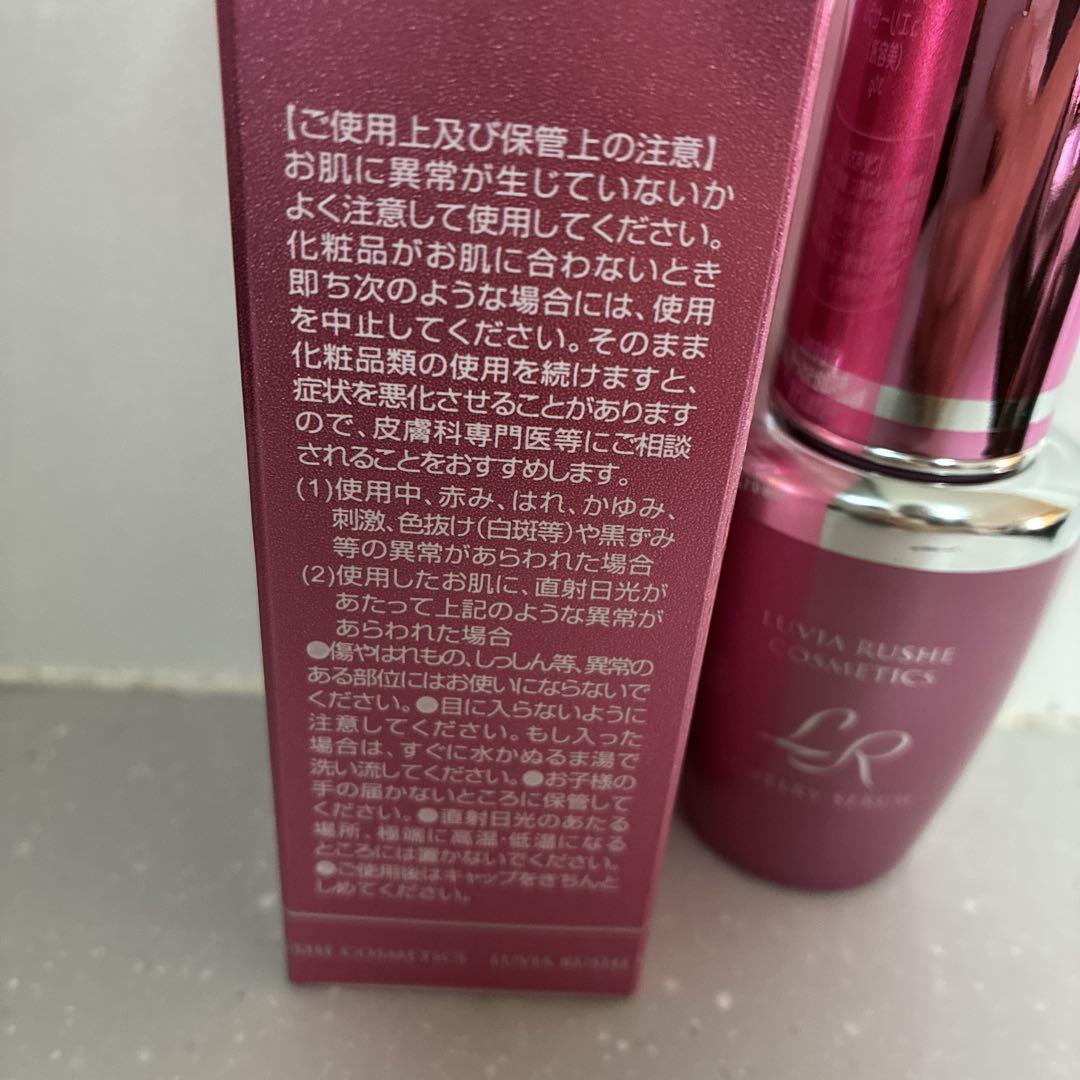 【ご使用上及び保管上の注意】
お肌に異常が生じていないか
よく注意して使用してください。
化粧品がお肌に合わないとき
即ち次のような場合には、使用
を中止してください。そのまま
化粧品類の使用を続けますと、
症状を悪化させることがあります
ので、皮膚科専門医等にご相談
されることをおすすめします。
(1)使用中、赤み、はれ、かゆみ、
刺激、色抜け(白斑等)や黒ずみ
等の異常があらわれた場合
(2)使用したお肌に、直射日光が
あたって上記のような異常が
あらわれた場合
●傷やはれもの、しっしん等、異常の
ある部位にはお使いにならないで
ください。●目に入らないように
注意してください。もし入った
場合は、すぐに水かぬるま湯で
洗い流してください。●お子様の
手の届かないところに保管して
ください。●直射日光のあたる
場所、極端に高温・低温になる
ところには置かないでください。
●ご使用後はキャップをきちんと
しめてください。
COSMETICS LUVIA RUSHE
(美容液)
LUVIA RUSHE
COSMETICS
LR